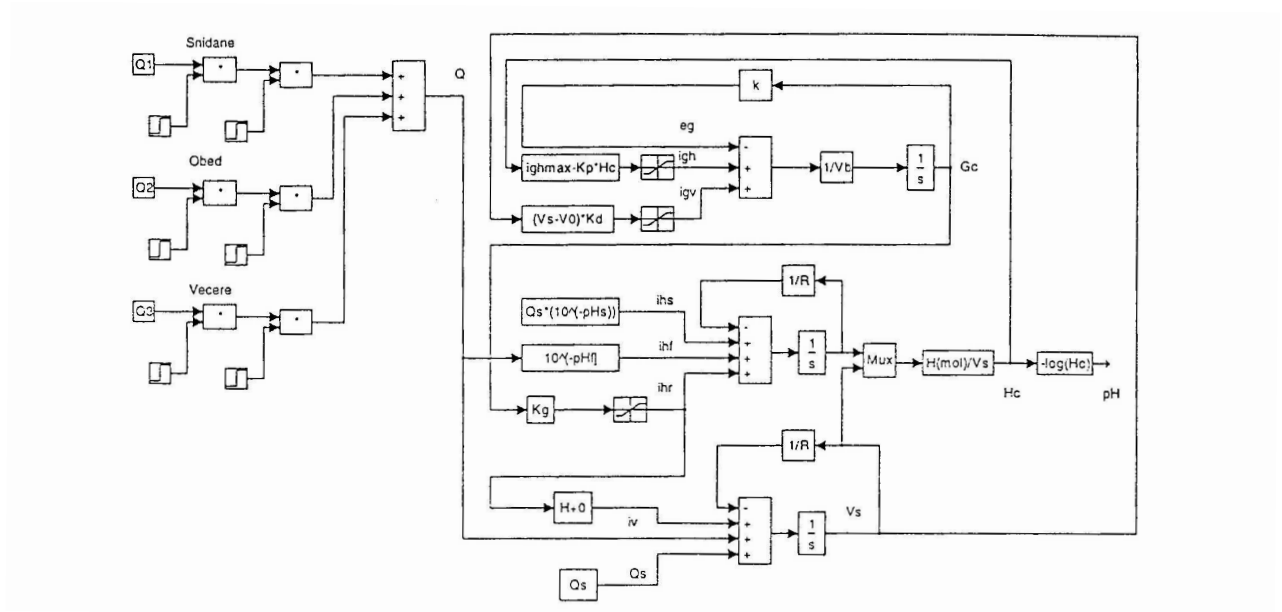 Snidane
Q1
*
*
+
+
+
Q
Obed
Q2
*
*
Vecere
Q3
*
*
k
eg
-
+
+
ighmax-Kp*Hc
igh
igv
(Vs-V0)*Kd
1/Vt
1
s
Gc
1/R
Qs*(10^(-pHs))
ihs
10^(-pHf)
ihf
ihr
Kg
-
+
+
+
1
s
Mux
H(mol)/Vs
Hc
-log(Hc)
pH
1/R
H+0
iv
-
+
+
+
1
s
Vs
Qs
Qs